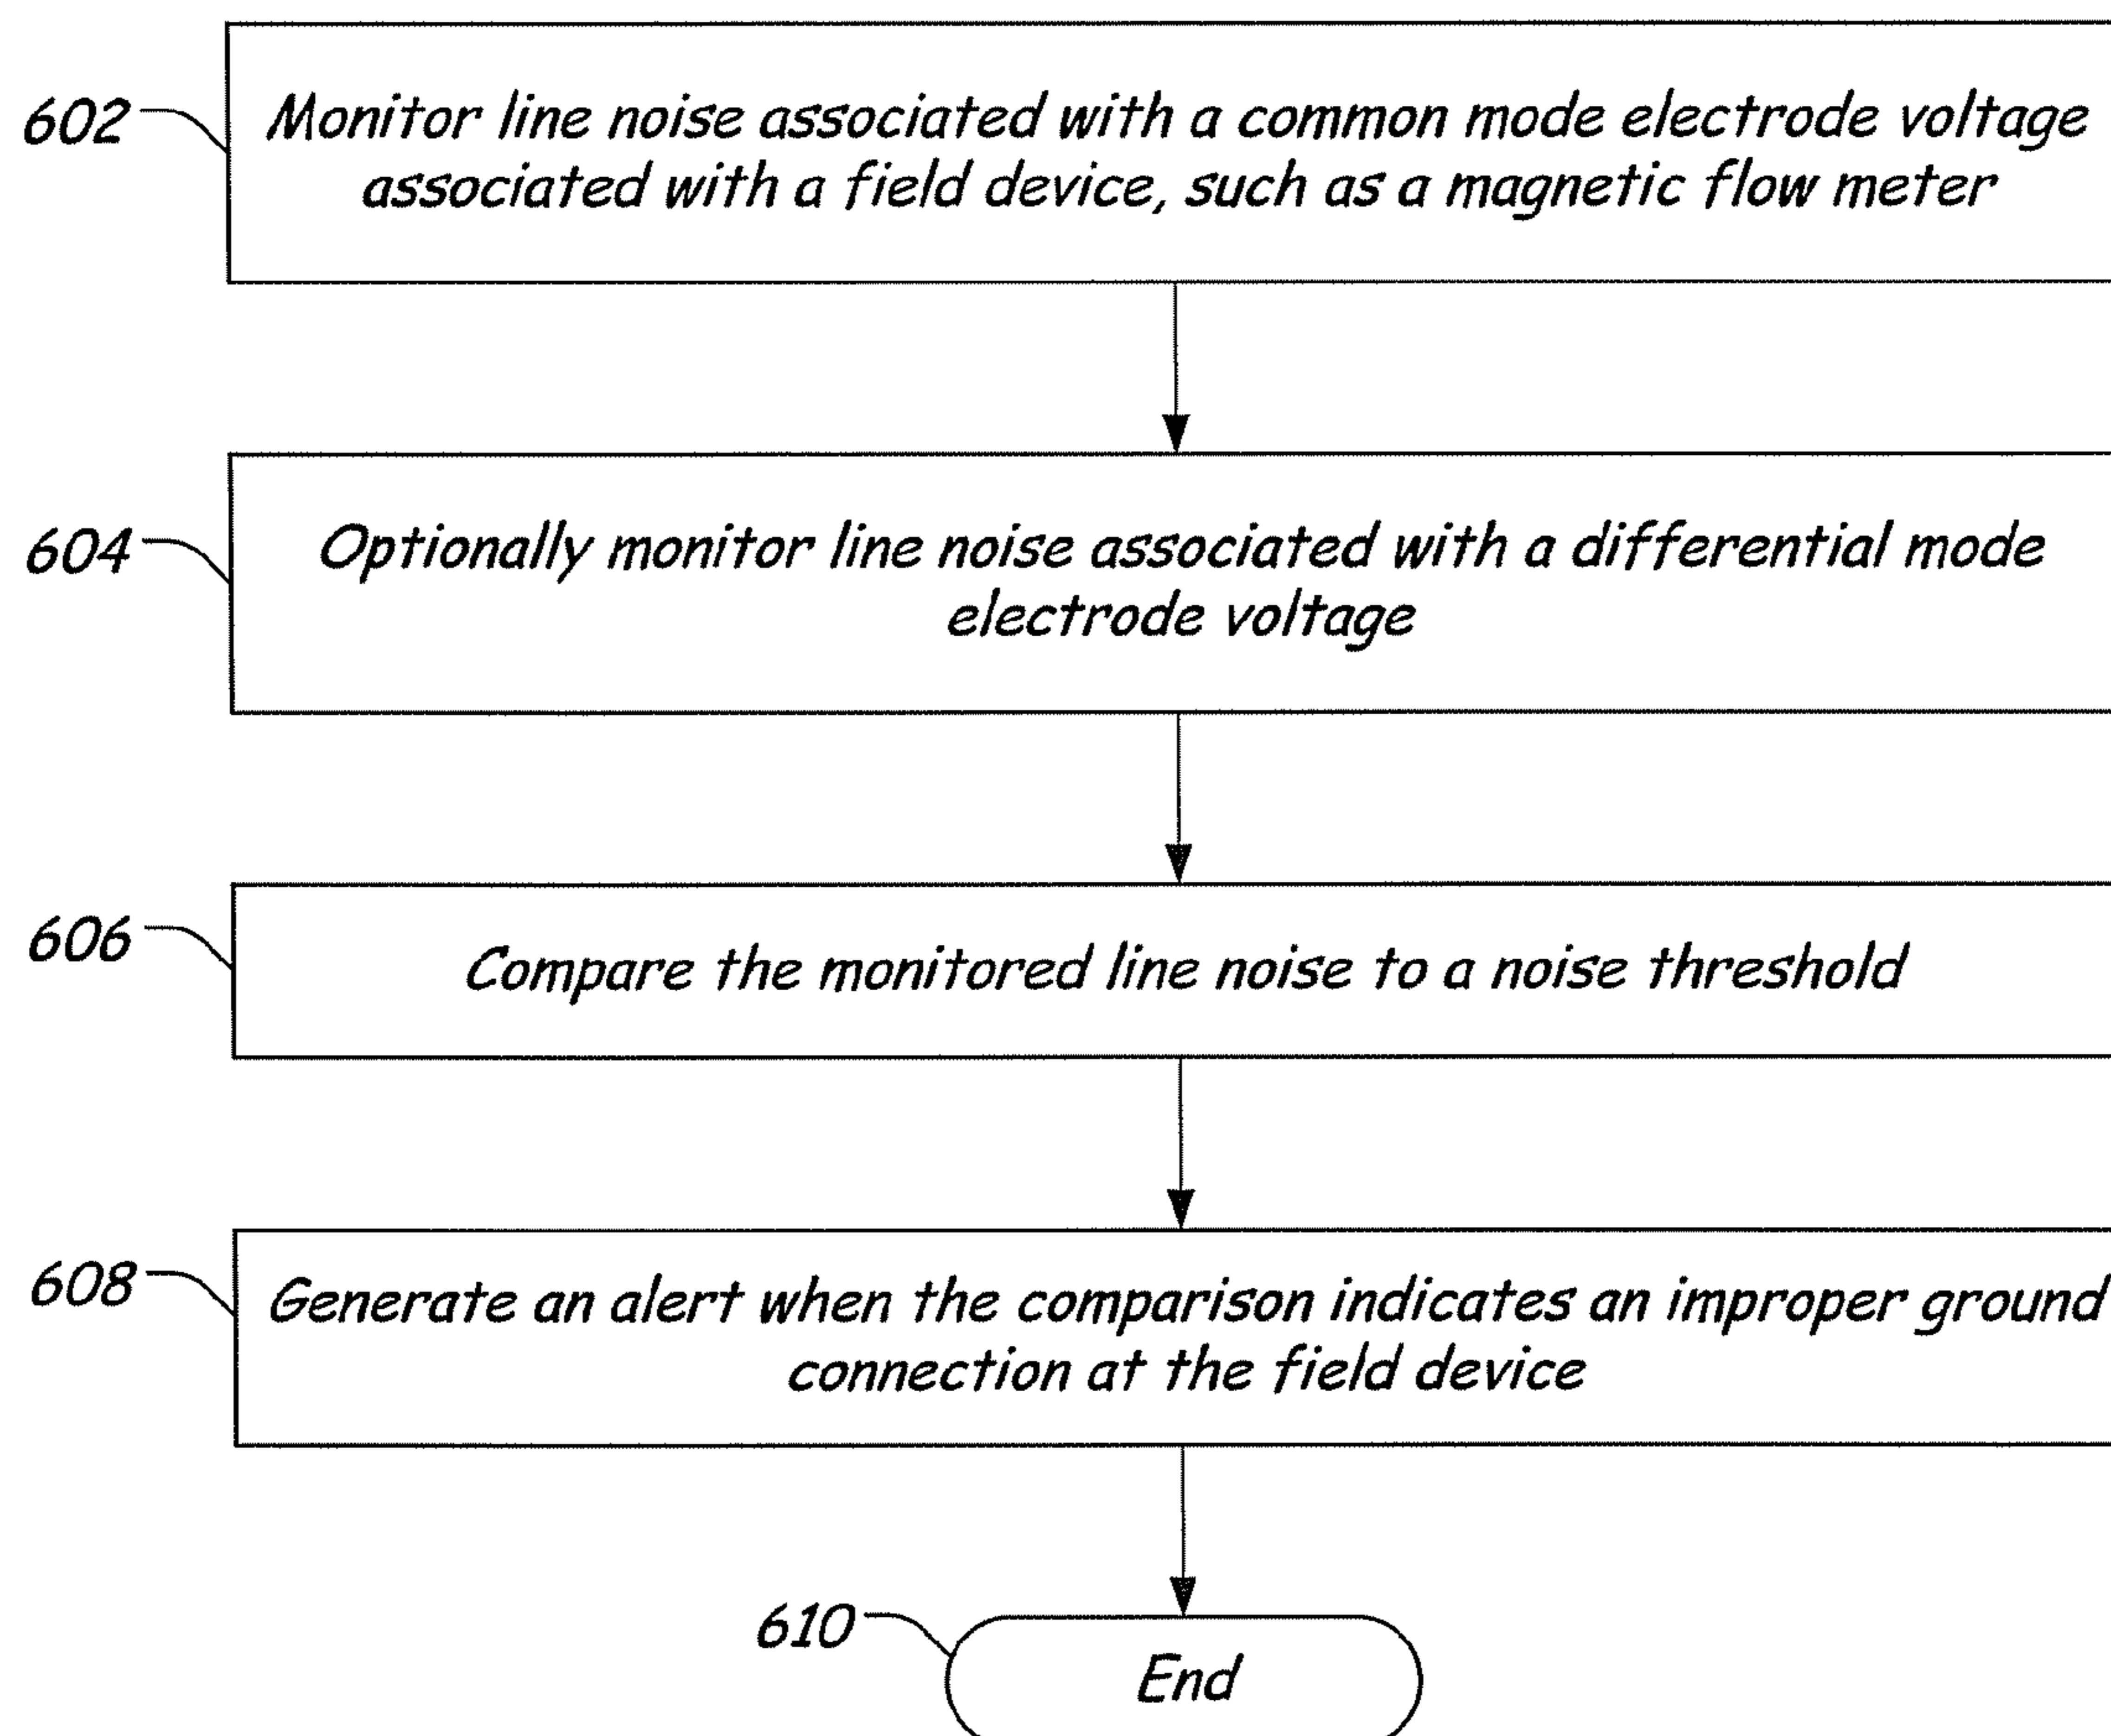 602
Monitor line noise associated with a common mode electrode voltage
associated with a field device, such as a magnetic flow meter
604
Optionally monitor line noise associated with a differential mode
electrode voltage
606
Compare the monitored line noise to a noise threshold
608
Generate an alert when the comparison indicates an improper ground
connection at the field device
610
End